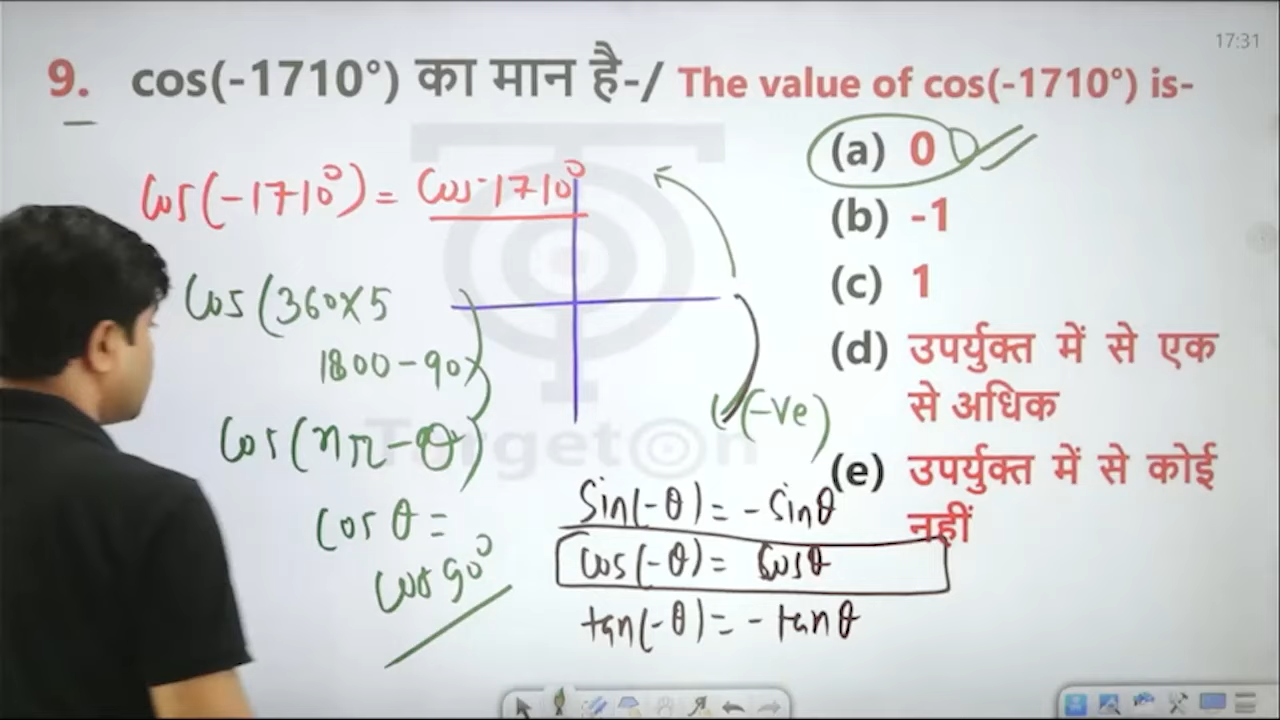 17:31
9. cos(-1710°) का मान है-/ The value of cos(-1710°) is-
(a) 0
(b) -1
(c) 1
(d) उपर्युक्त में से एक
से अधिक
(e) उपर्युक्त में से कोई
नहीं
cos(-1710°) = cos 1710°
cos(360×5
1800-90)
cos(nπ-θ)
cos θ =
cos 90°
(-ve)
Sin(-θ) = - sinθ
cos(-θ) = cosθ
tan(-θ) = - tanθ
TargetOn